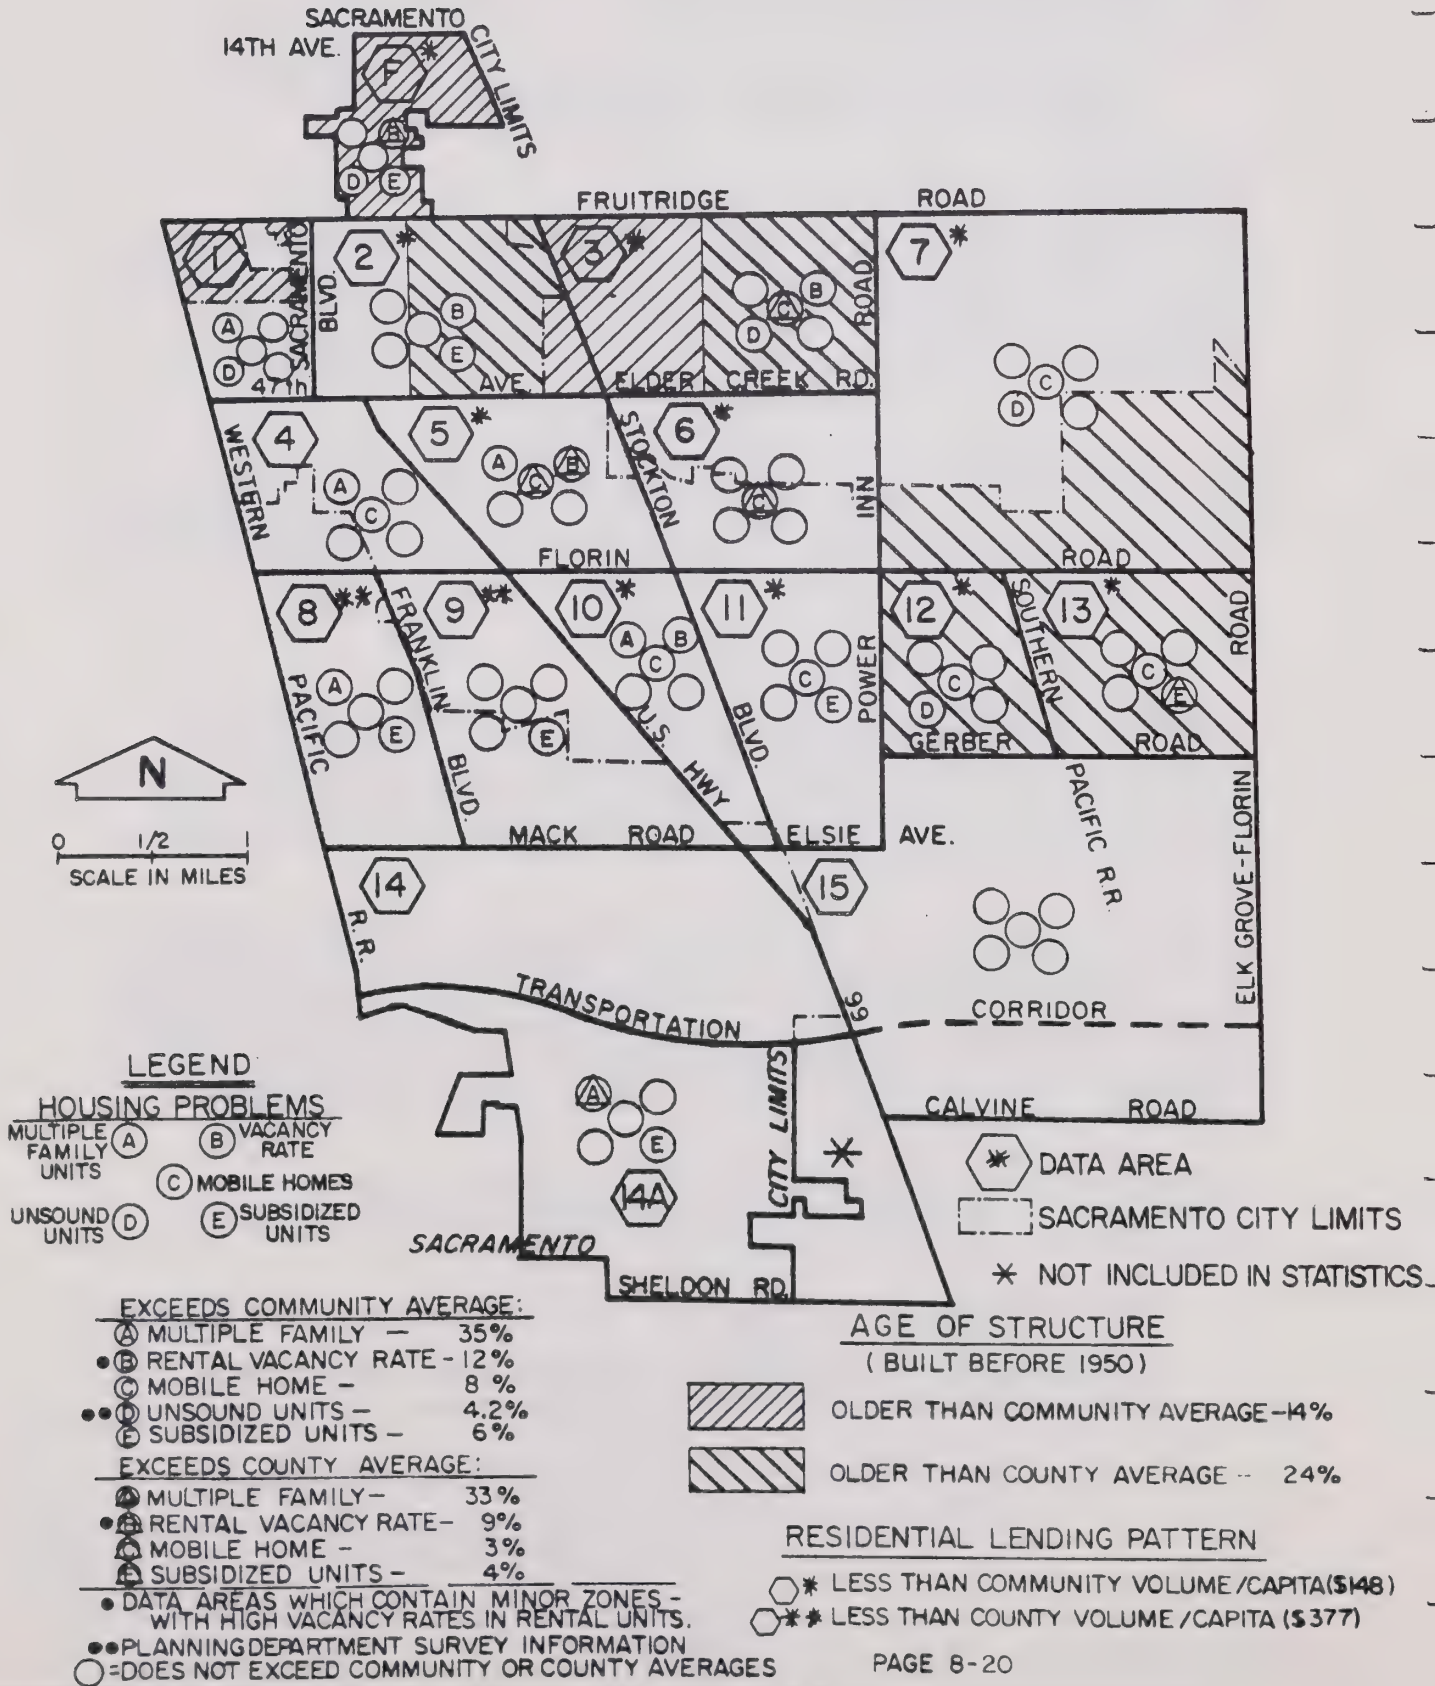 SACRAMENTO
14TH AVE.
CITY LIMITS
F *
B
D E
FRUITRIDGE ROAD
1
2 *
3 *
7 *
SACRAMENTO
BLVD.
ROAD
A
D
B
E
B
C
D
C
D
47th AVE. ELDER CREEK RD.
4
5 *
6 *
WESTERN
STOCKTON
INN
A
C
A B
C
C
FLORIN ROAD
8 **
9 **
10 *
11 *
12 *
13 *
FRANKLIN
SOUTHERN
ROAD
PACIFIC
POWER
A
E
E
A B
C
C
E
C
D
C
E
U.S. HWY
BLVD.
BLVD.
GERBER ROAD
N
0 1/2 1
SCALE IN MILES
MACK ROAD ELSIE AVE.
PACIFIC R.R.
ELK GROVE-FLORIN
14
15
R.R.
TRANSPORTATION
99
CORRIDOR
CITY LIMITS
A
E
14A
*
CALVINE ROAD
SACRAMENTO
SHELDON RD.
LEGEND
HOUSING PROBLEMS
MULTIPLE FAMILY UNITS A
B VACANCY RATE
C MOBILE HOMES
UNSOUND UNITS D
E SUBSIDIZED UNITS
* DATA AREA
SACRAMENTO CITY LIMITS
* NOT INCLUDED IN STATISTICS
EXCEEDS COMMUNITY AVERAGE:
A MULTIPLE FAMILY — 35%
•B RENTAL VACANCY RATE - 12%
C MOBILE HOME - 8 %
••D UNSOUND UNITS - 4.2%
E SUBSIDIZED UNITS - 6%
EXCEEDS COUNTY AVERAGE:
A MULTIPLE FAMILY - 33%
•B RENTAL VACANCY RATE - 9%
C MOBILE HOME - 3%
E SUBSIDIZED UNITS - 4%
• DATA AREAS WHICH CONTAIN MINOR ZONES -
WITH HIGH VACANCY RATES IN RENTAL UNITS.
•• PLANNING DEPARTMENT SURVEY INFORMATION
= DOES NOT EXCEED COMMUNITY OR COUNTY AVERAGES
AGE OF STRUCTURE
( BUILT BEFORE 1950)
OLDER THAN COMMUNITY AVERAGE-14%
OLDER THAN COUNTY AVERAGE -- 24%
RESIDENTIAL LENDING PATTERN
* LESS THAN COMMUNITY VOLUME/CAPITA($148)
** LESS THAN COUNTY VOLUME/CAPITA ($377)
PAGE 8-20